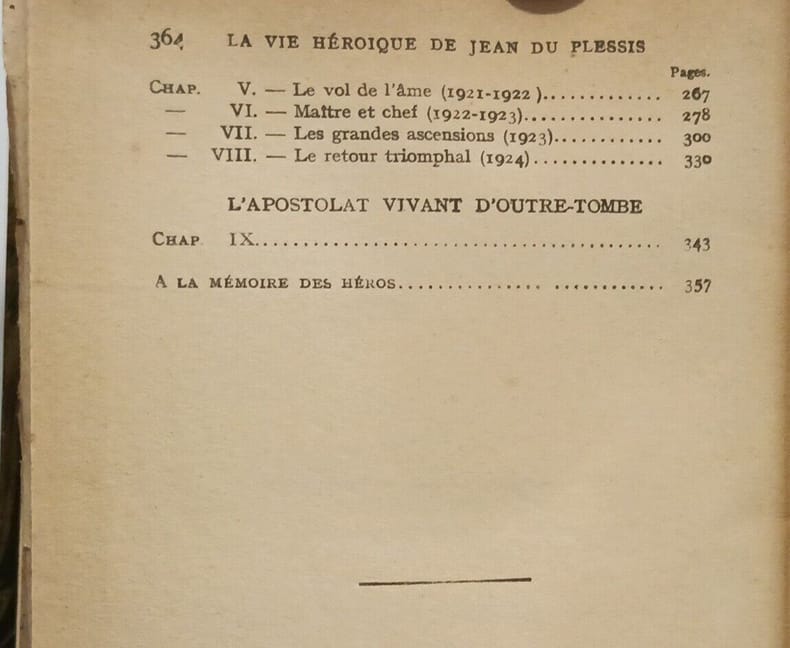 364 LA VIE HÉROIQUE DE JEAN DU PLESSIS
Pages.
CHAP. V. — Le vol de l'âme (1921-1922 ).............. 267
— VI. — Maître et chef (1922-1923)................ 278
— VII. — Les grandes ascensions (1923)............ 300
— VIII. — Le retour triomphal (1924)............... 330
L'APOSTOLAT VIVANT D'OUTRE-TOMBE
CHAP IX........................................... 343
A LA MÉMOIRE DES HÉROS............... ............ 357